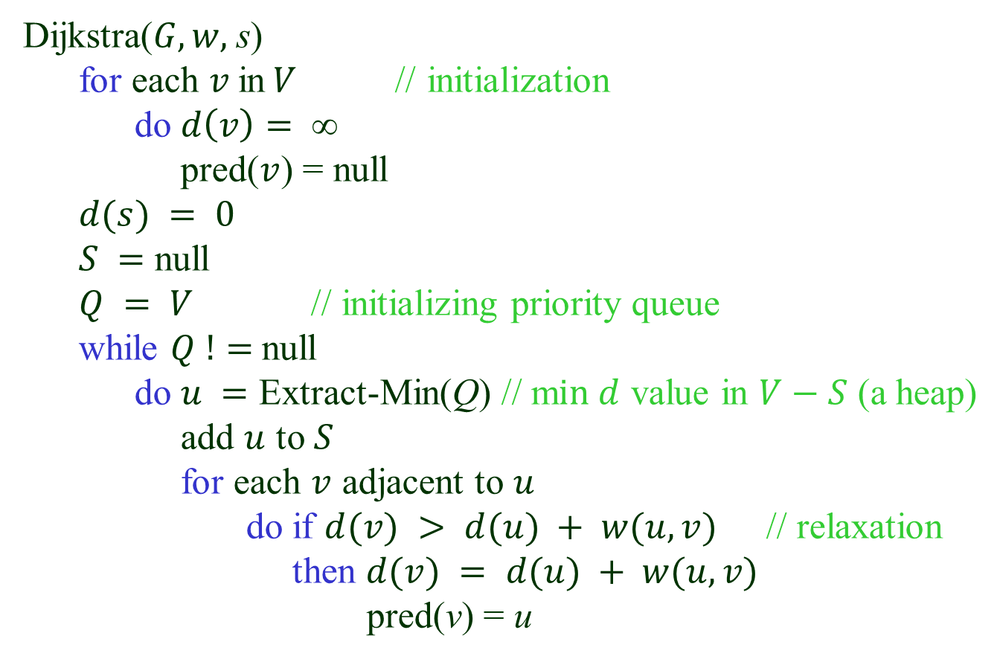 Dijkstra(G, w, s)
for each v in V // initialization
do d(v) = ∞
pred(v) = null
d(s) = 0
S = null
Q = V // initializing priority queue
while Q ! = null
do u = Extract-Min(Q) // min d value in V − S (a heap)
add u to S
for each v adjacent to u
do if d(v) > d(u) + w(u, v) // relaxation
then d(v) = d(u) + w(u, v)
pred(v) = u